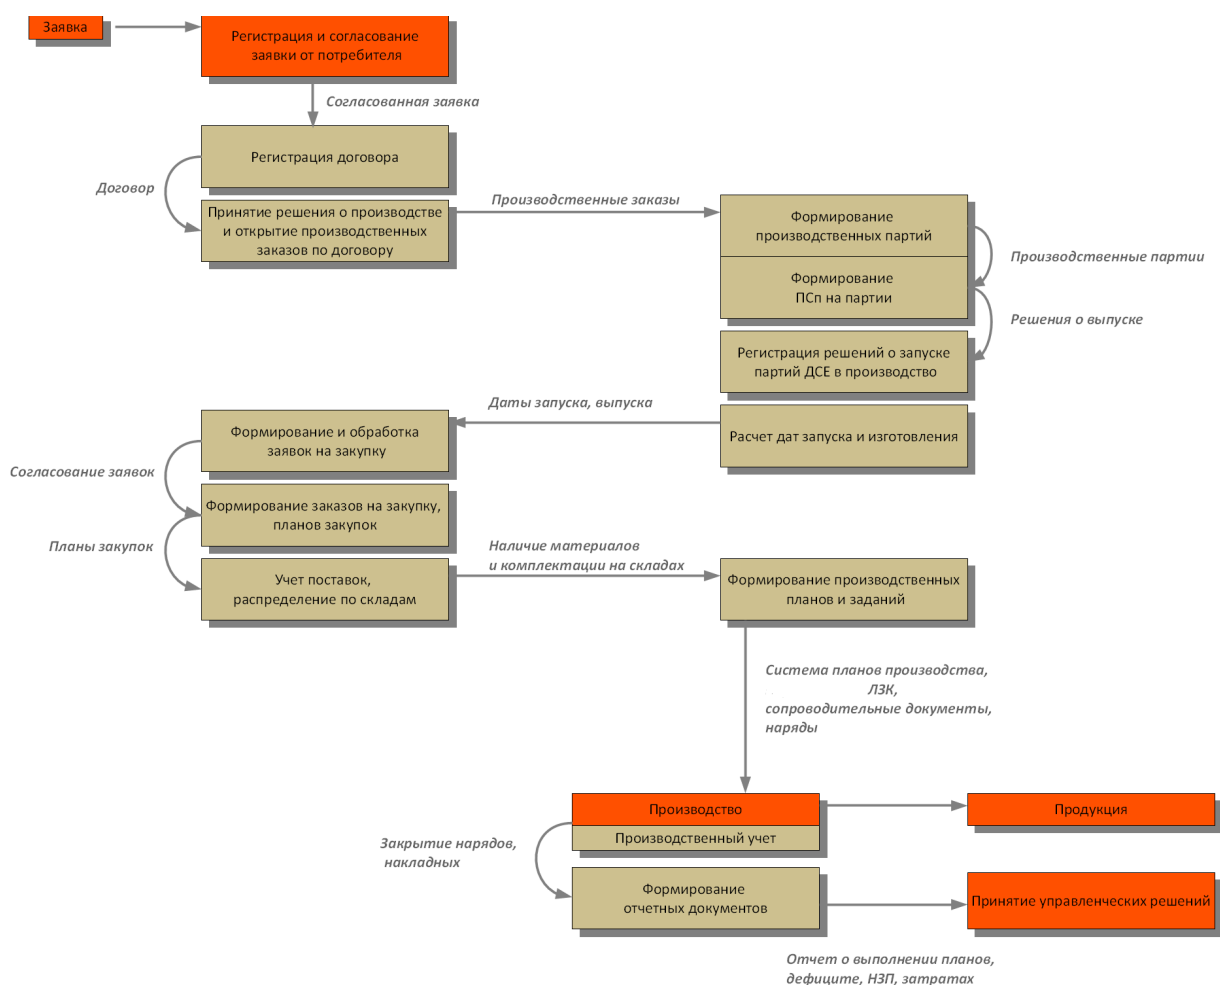 Заявка
Регистрация и согласование
заявки от потребителя
Согласованная заявка
Регистрация договора
Договор
Принятие решения о производстве
и открытие производственных
заказов по договору
Производственные заказы
Формирование
производственных партий
Производственные партии
Формирование
ПСп на партии
Решения о выпуске
Регистрация решений о запуске
партий ДСЕ в производство
Расчет дат запуска и изготовления
Даты запуска, выпуска
Формирование и обработка
заявок на закупку
Согласование заявок
Формирование заказов на закупку,
планов закупок
Планы закупок
Учет поставок,
распределение по складам
Наличие материалов
и комплектации на складах
Формирование производственных
планов и заданий
Система планов производства,
ЛЗК,
сопроводительные документы,
наряды
Производство
Производственный учет
Продукция
Закрытие нарядов,
накладных
Формирование
отчетных документов
Принятие управленческих решений
Отчет о выполнении планов,
дефиците, НЗП, затратах